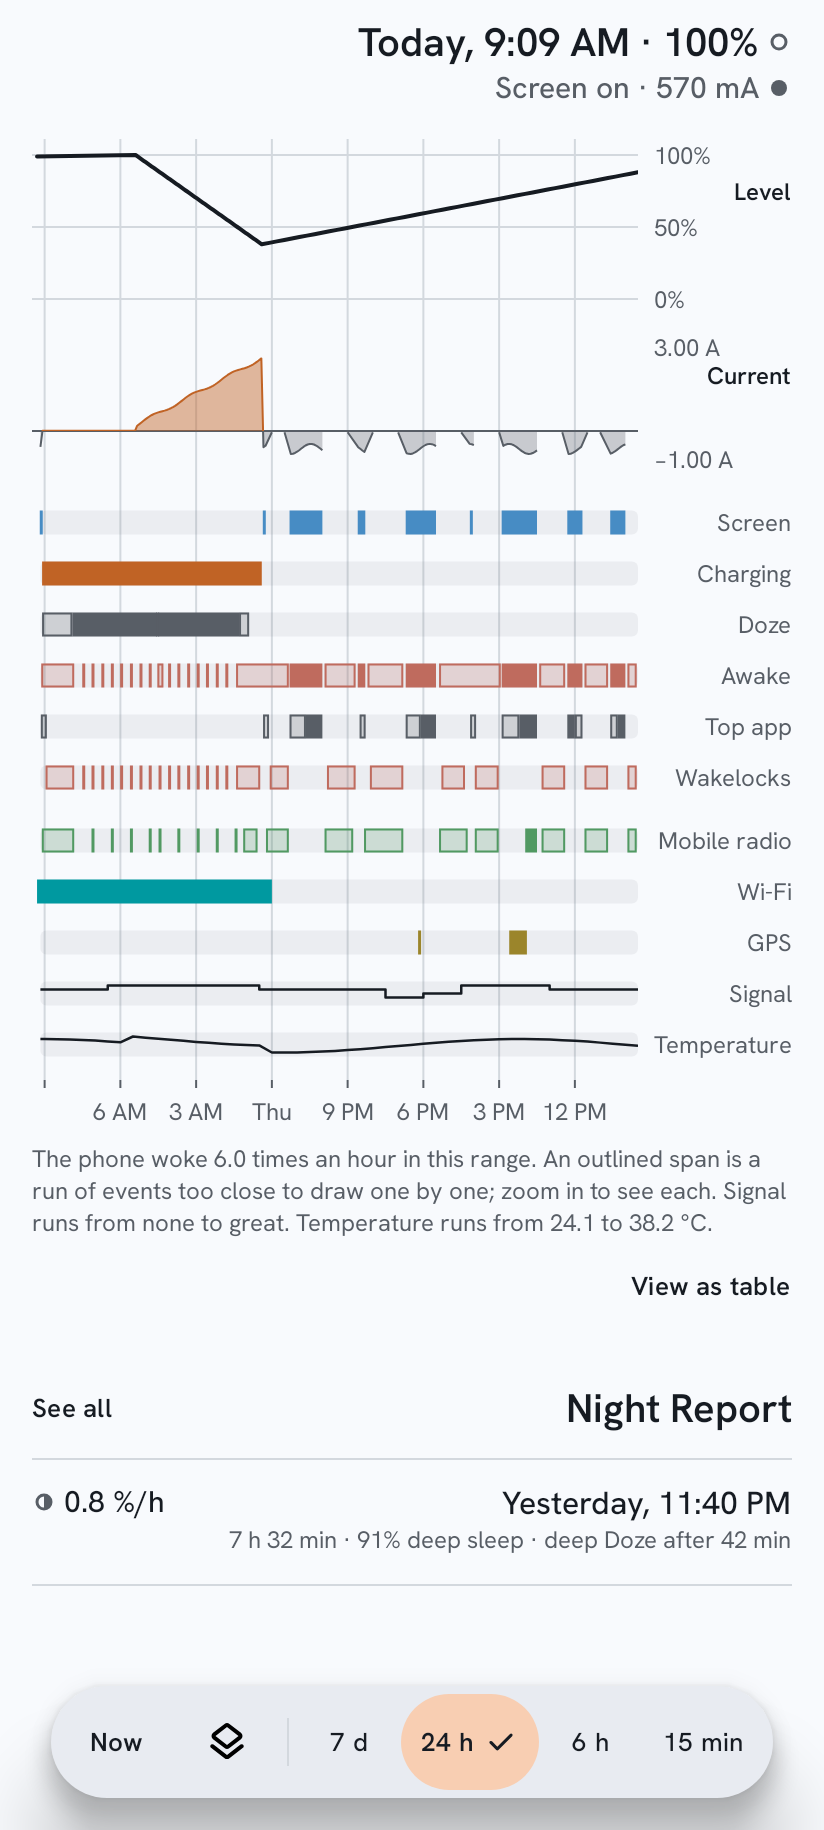 Today, 9:09 AM · 100%
Screen on · 570 mA
100%
Level
50%
0%
3.00 A
Current
−1.00 A
Screen
Charging
Doze
Awake
Top app
Wakelocks
Mobile radio
Wi-Fi
GPS
Signal
Temperature
6 AM 3 AM Thu 9 PM 6 PM 3 PM 12 PM
The phone woke 6.0 times an hour in this range. An outlined span is a
run of events too close to draw one by one; zoom in to see each. Signal
runs from none to great. Temperature runs from 24.1 to 38.2 °C.
View as table
See all Night Report
0.8 %/h Yesterday, 11:40 PM
7 h 32 min · 91% deep sleep · deep Doze after 42 min
Now 7 d 24 h 6 h 15 min